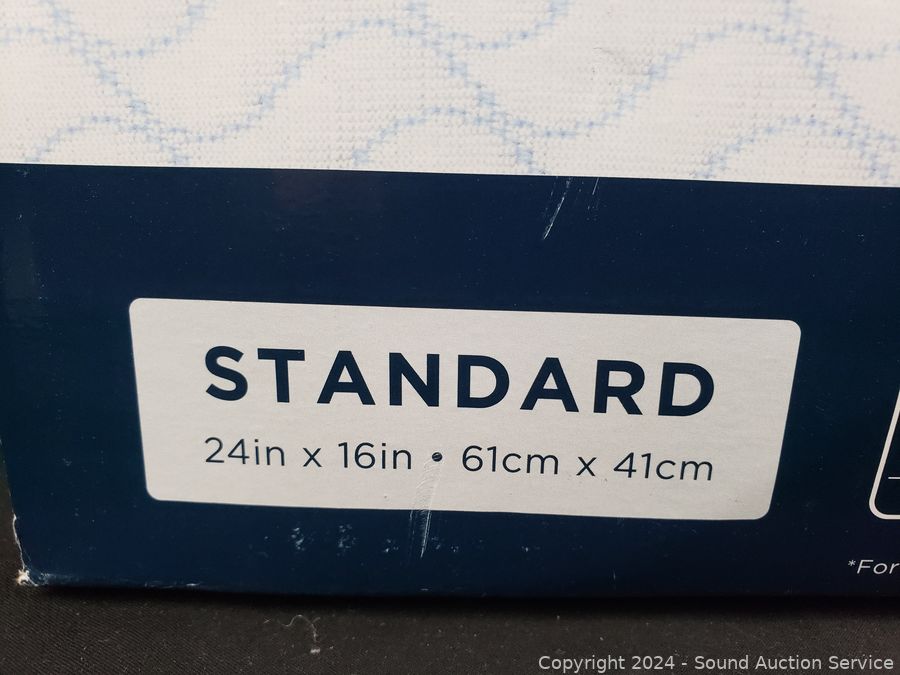 STANDARD
24in x 16in • 61cm x 41cm
*For
Copyright 2024 - Sound Auction Service